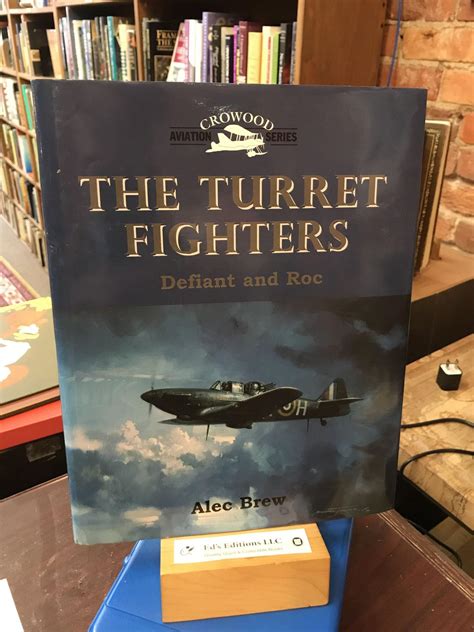 CROWOOD
AVIATION SERIES
THE TURRET
FIGHTERS
Defiant and Roc
H
Alec Brew
Ed's Editions LLC